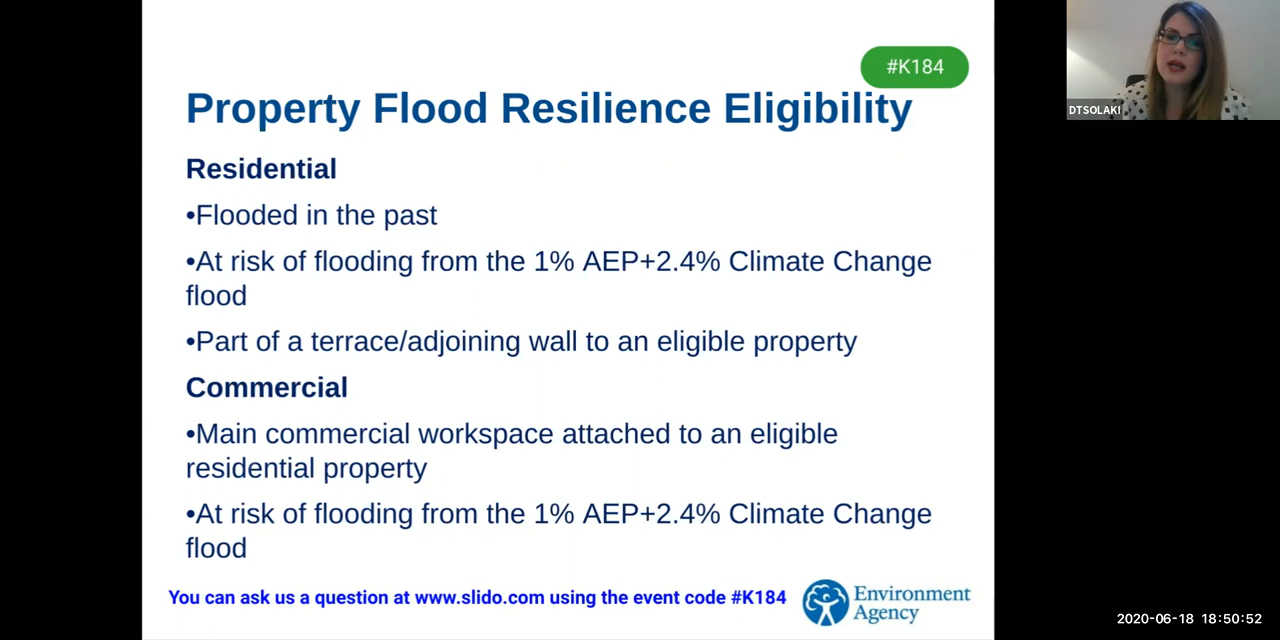 #K184
Property Flood Resilience Eligibility
Residential
•Flooded in the past
•At risk of flooding from the 1% AEP+2.4% Climate Change
flood
•Part of a terrace/adjoining wall to an eligible property
Commercial
•Main commercial workspace attached to an eligible
residential property
•At risk of flooding from the 1% AEP+2.4% Climate Change
flood
You can ask us a question at www.slido.com using the event code #K184
Environment
Agency
DTSOLAKI
2020-06-18 18:50:52